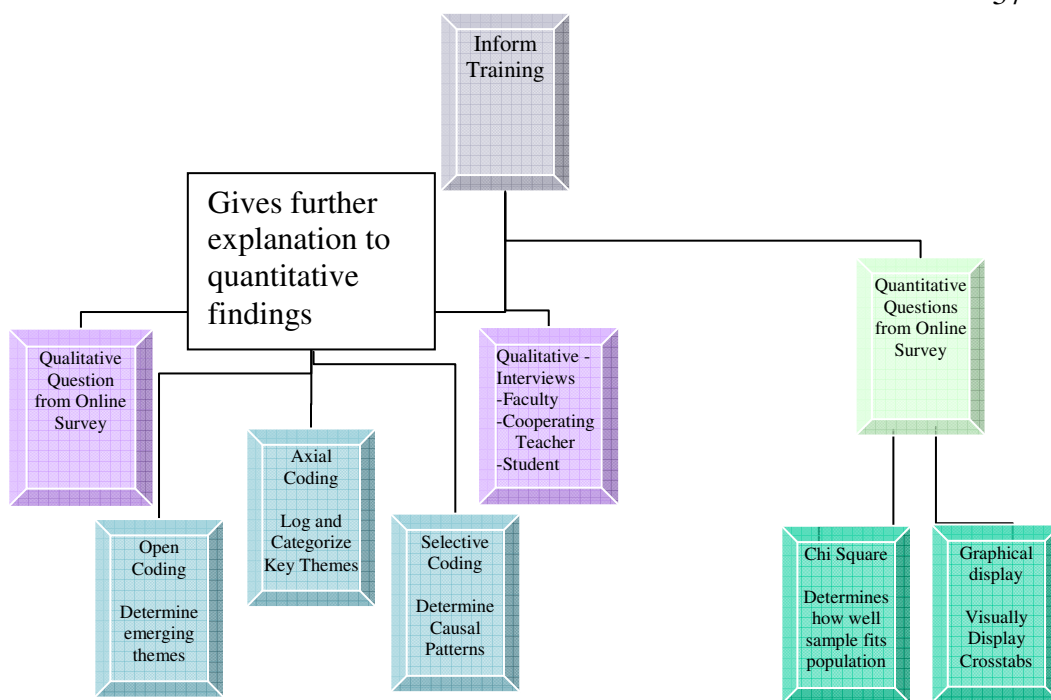 Inform
Training
Gives further
explanation to
quantitative
findings
Quantitative
Questions
from Online
Survey
Qualitative
Question
from Online
Survey
Qualitative -
Interviews
-Faculty
-Cooperating
Teacher
-Student
Axial
Coding
Log and
Categorize
Key Themes
Open
Coding
Determine
emerging
themes
Selective
Coding
Determine
Causal
Patterns
Chi Square
Determines
how well
sample fits
population
Graphical
display
Visually
Display
Crosstabs